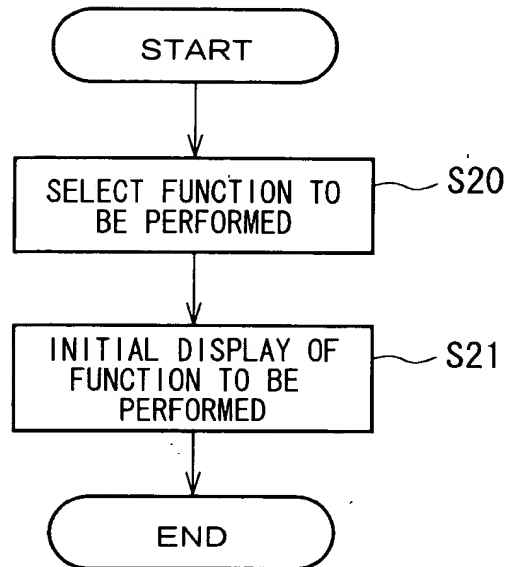 START
SELECT FUNCTION TO
BE PERFORMED
S20
INITIAL DISPLAY OF
FUNCTION TO BE
PERFORMED
S21
END